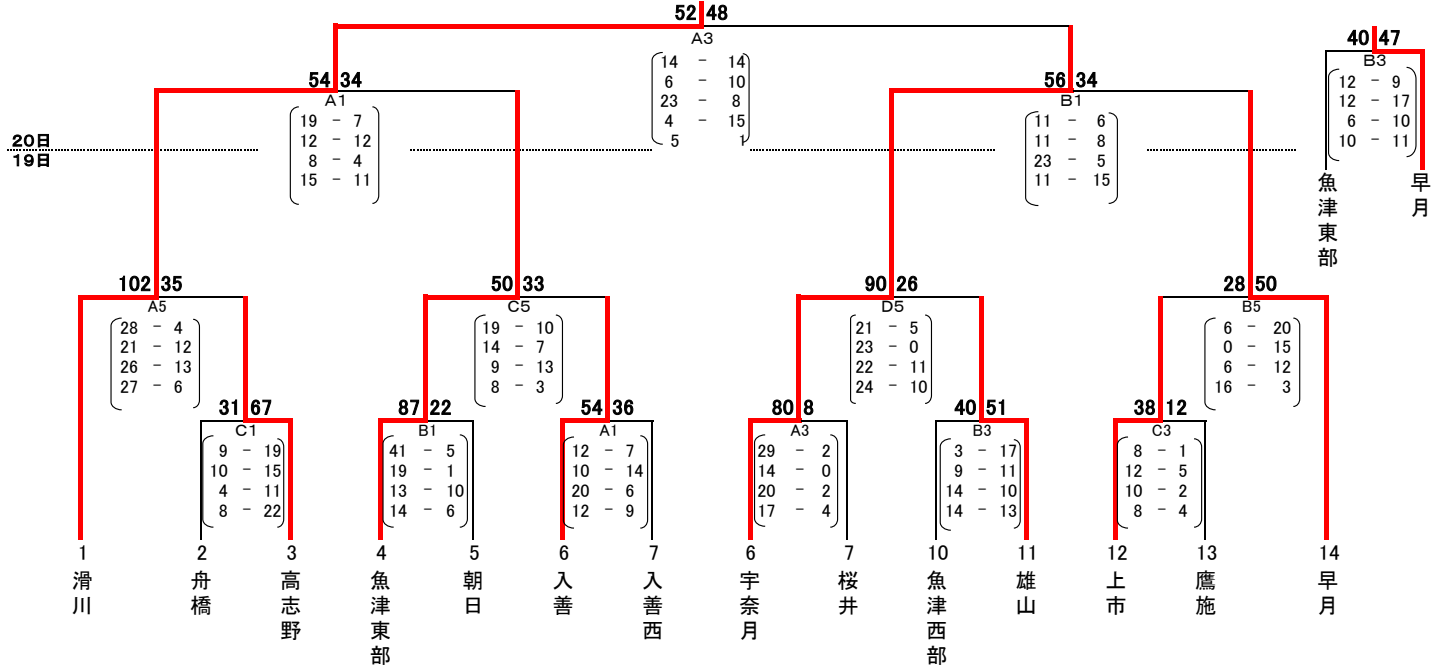 52 48
A3
14 - 14
6 - 10
23 - 8
4 - 15
5 1
40 47
B3
12 - 9
12 - 17
6 - 10
10 - 11
魚津東部
早月
54 34
A1
19 - 7
12 - 12
8 - 4
15 - 11
56 34
B1
11 - 6
11 - 8
23 - 5
11 - 15
20日
19日
102 35
A5
28 - 4
21 - 12
26 - 13
27 - 6
50 33
C5
19 - 10
14 - 7
9 - 13
8 - 3
90 26
D5
21 - 5
23 - 0
22 - 11
24 - 10
28 50
B5
6 - 20
0 - 15
6 - 12
16 - 3
31 67
C1
9 - 19
10 - 15
4 - 11
8 - 22
87 22
B1
41 - 5
19 - 1
13 - 10
14 - 6
54 36
A1
12 - 7
10 - 14
20 - 6
12 - 9
80 8
A3
29 - 2
14 - 0
20 - 2
17 - 4
40 51
B3
3 - 17
9 - 11
14 - 10
14 - 13
38 12
C3
8 - 1
12 - 5
10 - 2
8 - 4
1 2 3 4 5 6 7 6 7 10 11 12 13 14
滑川
舟橋
高志野
魚津東部
朝日
入善
入善西
宇奈月
桜井
魚津西部
雄山
上市
鷹施
早月